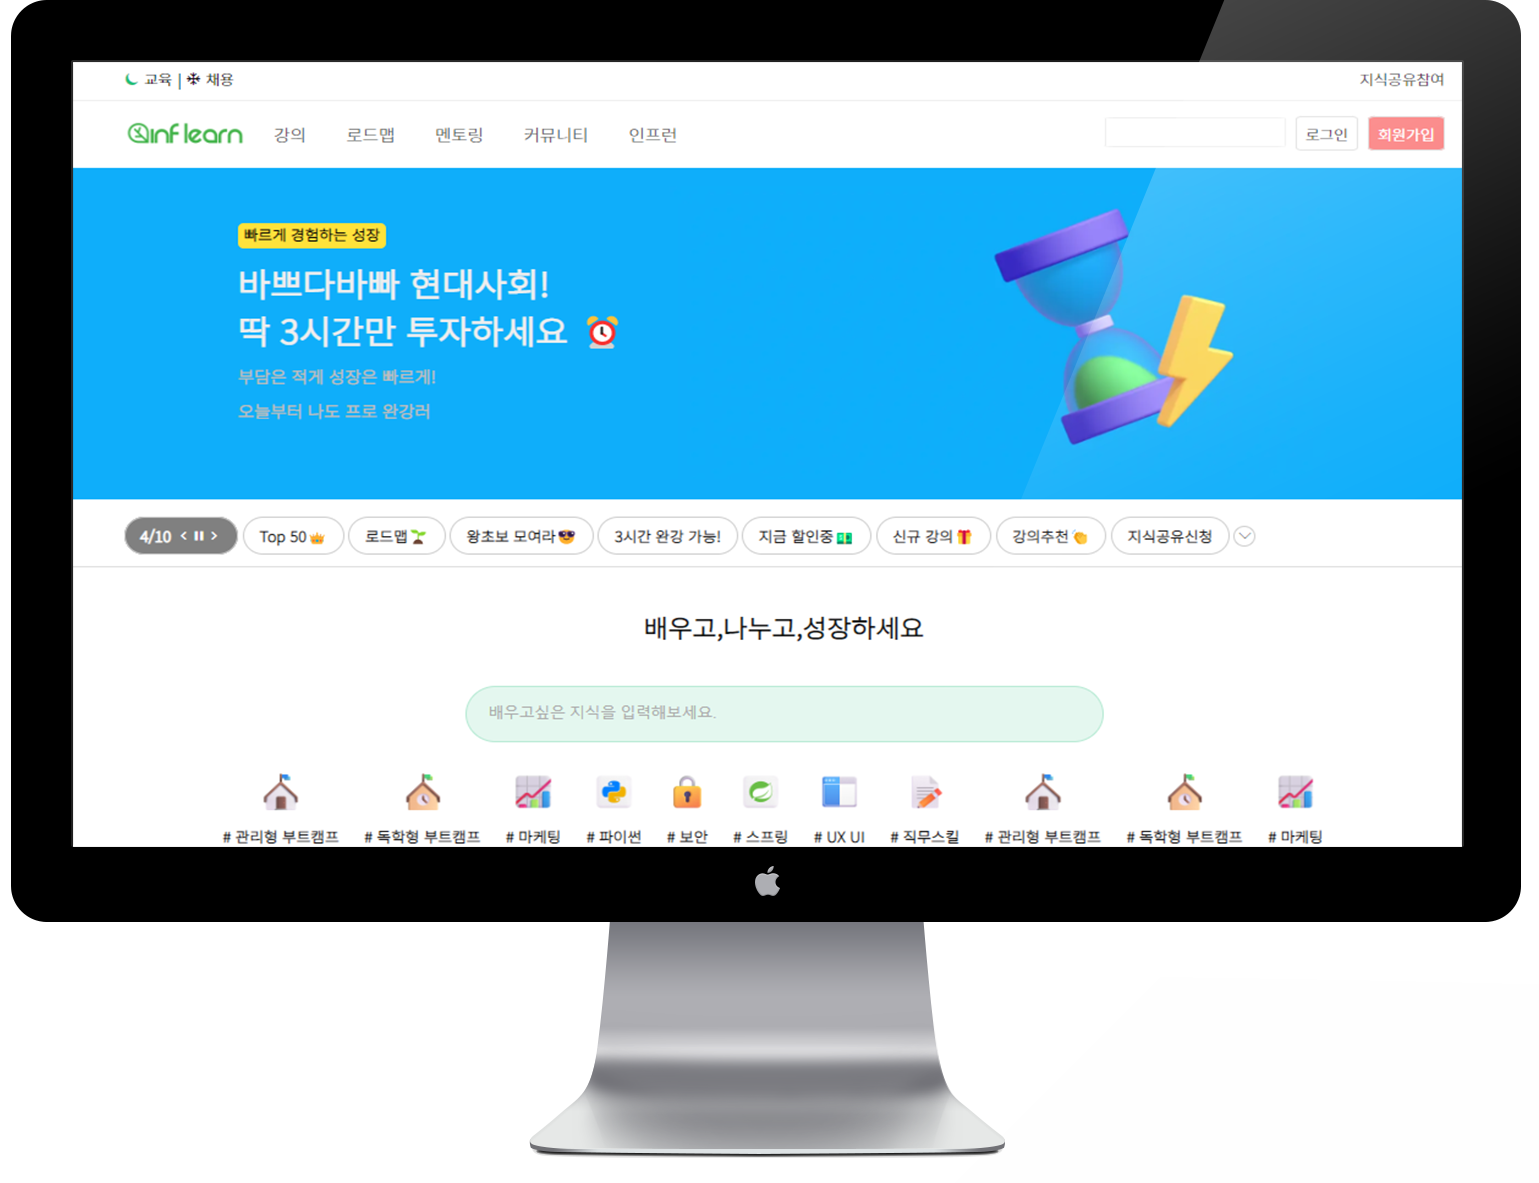 교육 | ❄ 채용
지식공유참여
inflearn 강의 로드맵 멘토링 커뮤니티 인프런
로그인 회원가입
빠르게 경험하는 성장
바쁘다바빠 현대사회!
딱 3시간만 투자하세요
부담은 적게 성장은 빠르게!
오늘부터 나도 프로 완강러
4/10 < II > Top 50 로드맵 왕초보 모여라 3시간 완강 가능! 지금 할인중 신규 강의 강의추천 지식공유신청
배우고,나누고,성장하세요
배우고싶은 지식을 입력해보세요.
# 관리형 부트캠프 # 독학형 부트캠프 # 마케팅 # 파이썬 # 보안 # 스프링 # UX UI # 직무스킬 # 관리형 부트캠프 # 독학형 부트캠프 # 마케팅